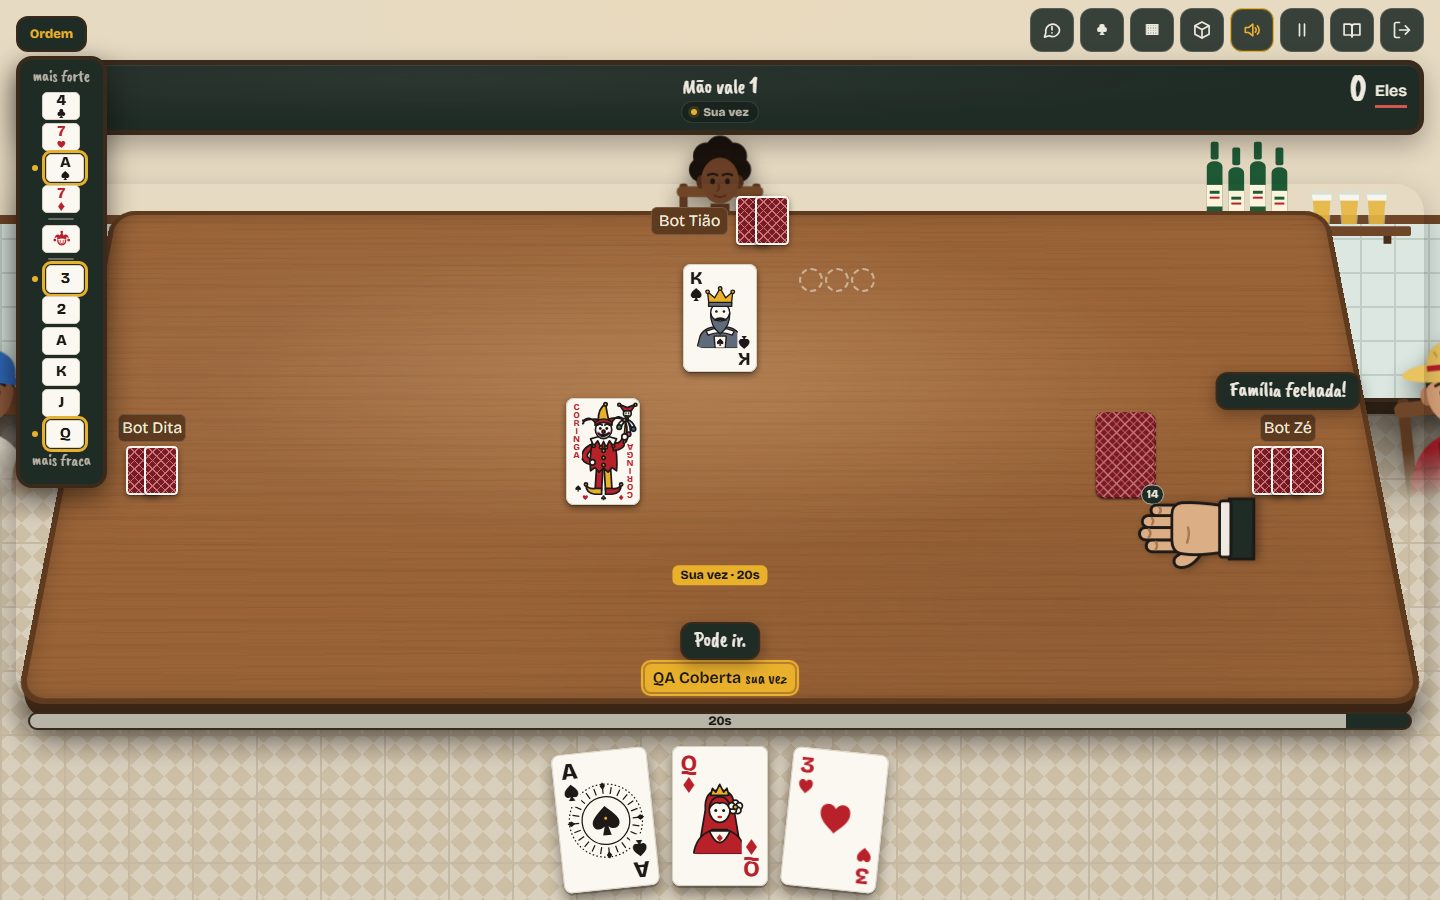 Ordem
mais forte
4
7
A
7
3
2
A
K
J
Q
mais fraca
Mão vale 1
Sua vez
0 Eles
Bot Tião
K
K
CORINGA
CORINGA
Bot Dita
Família fechada!
Bot Zé
14
Sua vez · 20s
Pode ir.
QA Coberta sua vez
20s
A
A
Q
Q
3
3